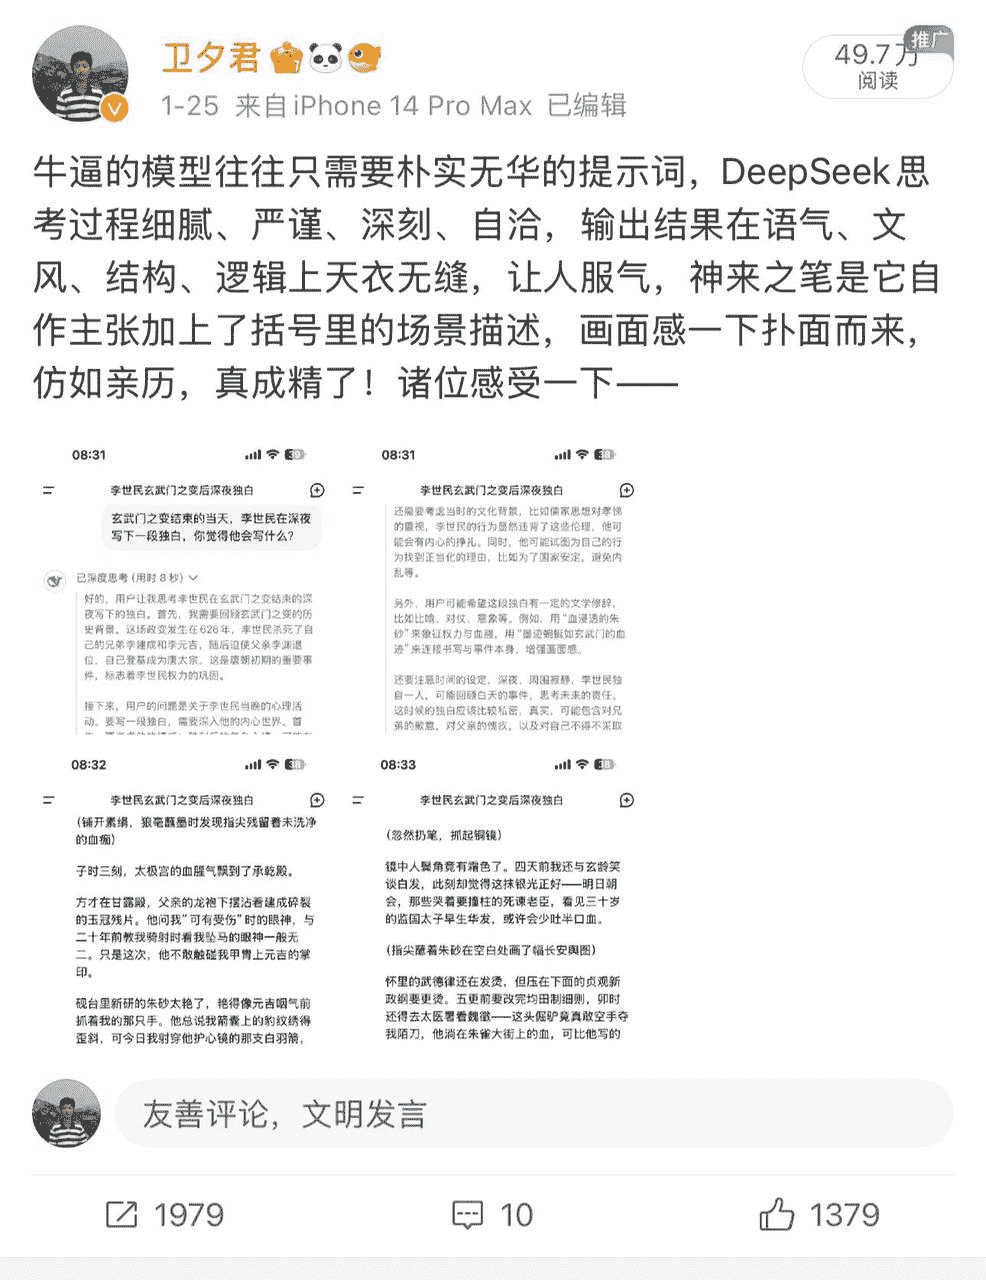 卫夕君
推广
49.7万
阅读
1-25 来自iPhone 14 Pro Max 已编辑
牛逼的模型往往只需要朴实无华的提示词，DeepSeek思
考过程细腻、严谨、深刻、自洽，输出结果在语气、文
风、结构、逻辑上天衣无缝，让人服气，神来之笔是它自
作主张加上了括号里的场景描述，画面感一下扑面而来，
仿如亲历，真成精了！诸位感受一下——
08:31
39
李世民玄武门之变后深夜独白
玄武门之变结束的当天，李世民在深夜
写下一段独白，你觉得他会写什么？
已深度思考 (用时 8 秒)
好的，用户让我思考李世民在玄武门之变结束的深
夜写下的独白。首先，我需要回顾玄武门之变的历
史背景。这场政变发生在626年，李世民杀死了自
己的兄弟李建成和李元吉，随后迫使父亲李渊退
位，自己登基成为唐太宗。这是唐朝初期的重要事
件，标志着李世民权力的巩固。
接下来，用户的问题是关于李世民当晚的心理活
动。要写一段独白，需要深入他的内心世界。首
08:31
38
李世民玄武门之变后深夜独白
还需要考虑当时的文化背景，比如儒家思想对孝悌
的重视，李世民的行为显然违背了这些伦理，他可
能会有内心的挣扎。同时，他可能试图为自己的行
为找到正当化的理由，比如为了国家安定，避免内
乱等。
另外，用户可能希望这段独白有一定的文学修辞，
比如比喻、对仗、意象等。例如，用“血浸透的朱
砂”来象征权力与血腥，用“墨迹蜿蜒如玄武门的血
迹”来连接书写与事件本身，增强画面感。
还要注意时间的设定，深夜，周围寂静，李世民独
自一人，可能回顾白天的事件，思考未来的责任。
这时候的独白应该比较私密，真实，可能包含对兄
弟的歉意，对父亲的愧疚，以及对自己不得不采取
08:32
38
李世民玄武门之变后深夜独白
（铺开素绢，狼毫蘸墨时发现指尖残留着未洗净
的血痂）
子时三刻，太极宫的血腥气飘到了承乾殿。
方才在甘露殿，父亲的龙袍下摆沾着建成碎裂
的玉冠残片。他问我“可有受伤”时的眼神，与
二十年前教我骑射时看我坠马的眼神一般无
二。只是这次，他不敢触碰我甲胄上元吉的掌
印。
砚台里新研的朱砂太艳了，艳得像元吉咽气前
抓着我的那只手。他总说我箭囊上的豹纹绣得
歪斜，可今日我射穿他护心镜的那支白羽箭，
08:33
38
李世民玄武门之变后深夜独白
（忽然扔笔，抓起铜镜）
镜中人鬓角竟有霜色了。四天前我还与玄龄笑
谈白发，此刻却觉得这抹银光正好——明日朝
会，那些哭着要撞柱的死谏老臣，看见三十岁
的监国太子早生华发，或许会少吐半口血。
（指尖蘸着朱砂在空白处画了幅长安舆图）
怀里的武德律还在发烫，但压在下面的贞观新
政纲要更烫。五更前要改完均田制细则，卯时
还得去太医署看魏徵——这头倔驴竟真敢空手夺
我陌刀，他淌在朱雀大街上的血，可比他写的
友善评论，文明发言
1979
10
1379